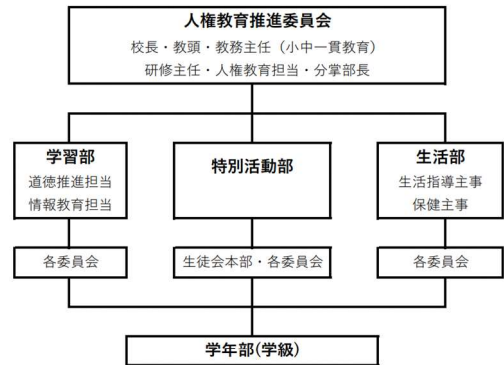 人権教育推進委員会
校長・教頭・教務主任（小中一貫教育）
研修主任・人権教育担当・分掌部長
学習部
道徳推進担当
情報教育担当
特別活動部
生活部
生活指導主事
保健主事
各委員会
生徒会本部・各委員会
各委員会
学年部(学級)